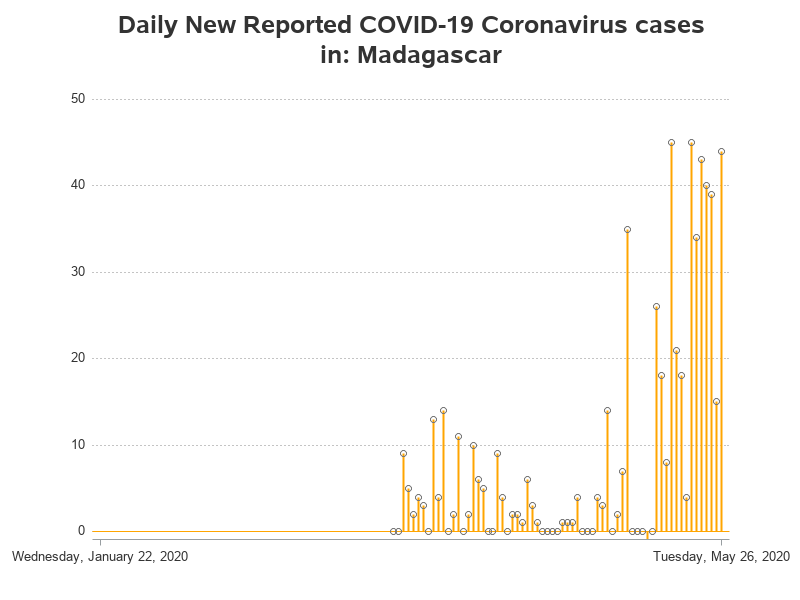 Daily New Reported COVID-19 Coronavirus cases
in: Madagascar
50
40
30
20
10
0
Wednesday, January 22, 2020
Tuesday, May 26, 2020